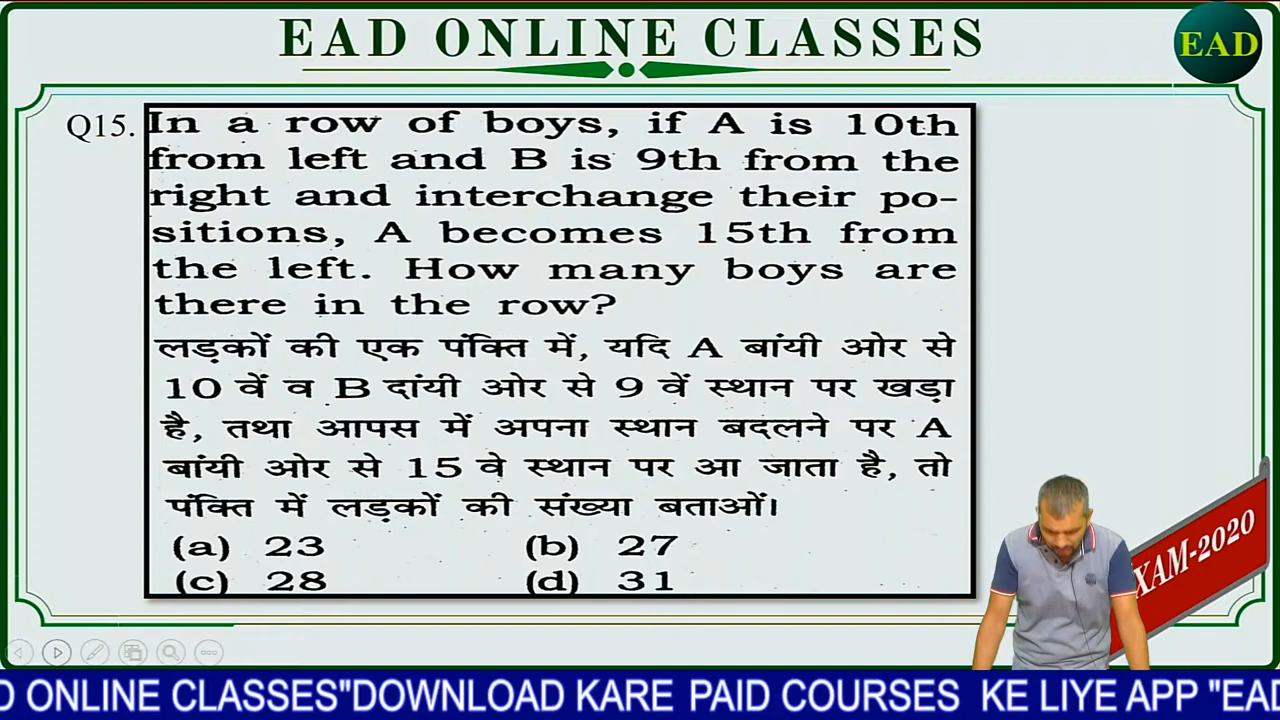 EAD ONLINE CLASSES
EAD
Q15. In a row of boys, if A is 10th
from left and B is 9th from the
right and interchange their po-
sitions, A becomes 15th from
the left. How many boys are
there in the row?
लड़कों की एक पंक्ति में, यदि A बांयी ओर से
10 वें व B दांयी ओर से 9 वें स्थान पर खड़ा
है, तथा आपस में अपना स्थान बदलने पर A
बांयी ओर से 15 वे स्थान पर आ जाता है, तो
पंक्ति में लड़कों की संख्या बताओं।
(a) 23 (b) 27
(c) 28 (d) 31
XAM-2020
D ONLINE CLASSES"DOWNLOAD KARE PAID COURSES KE LIYE APP "EAD